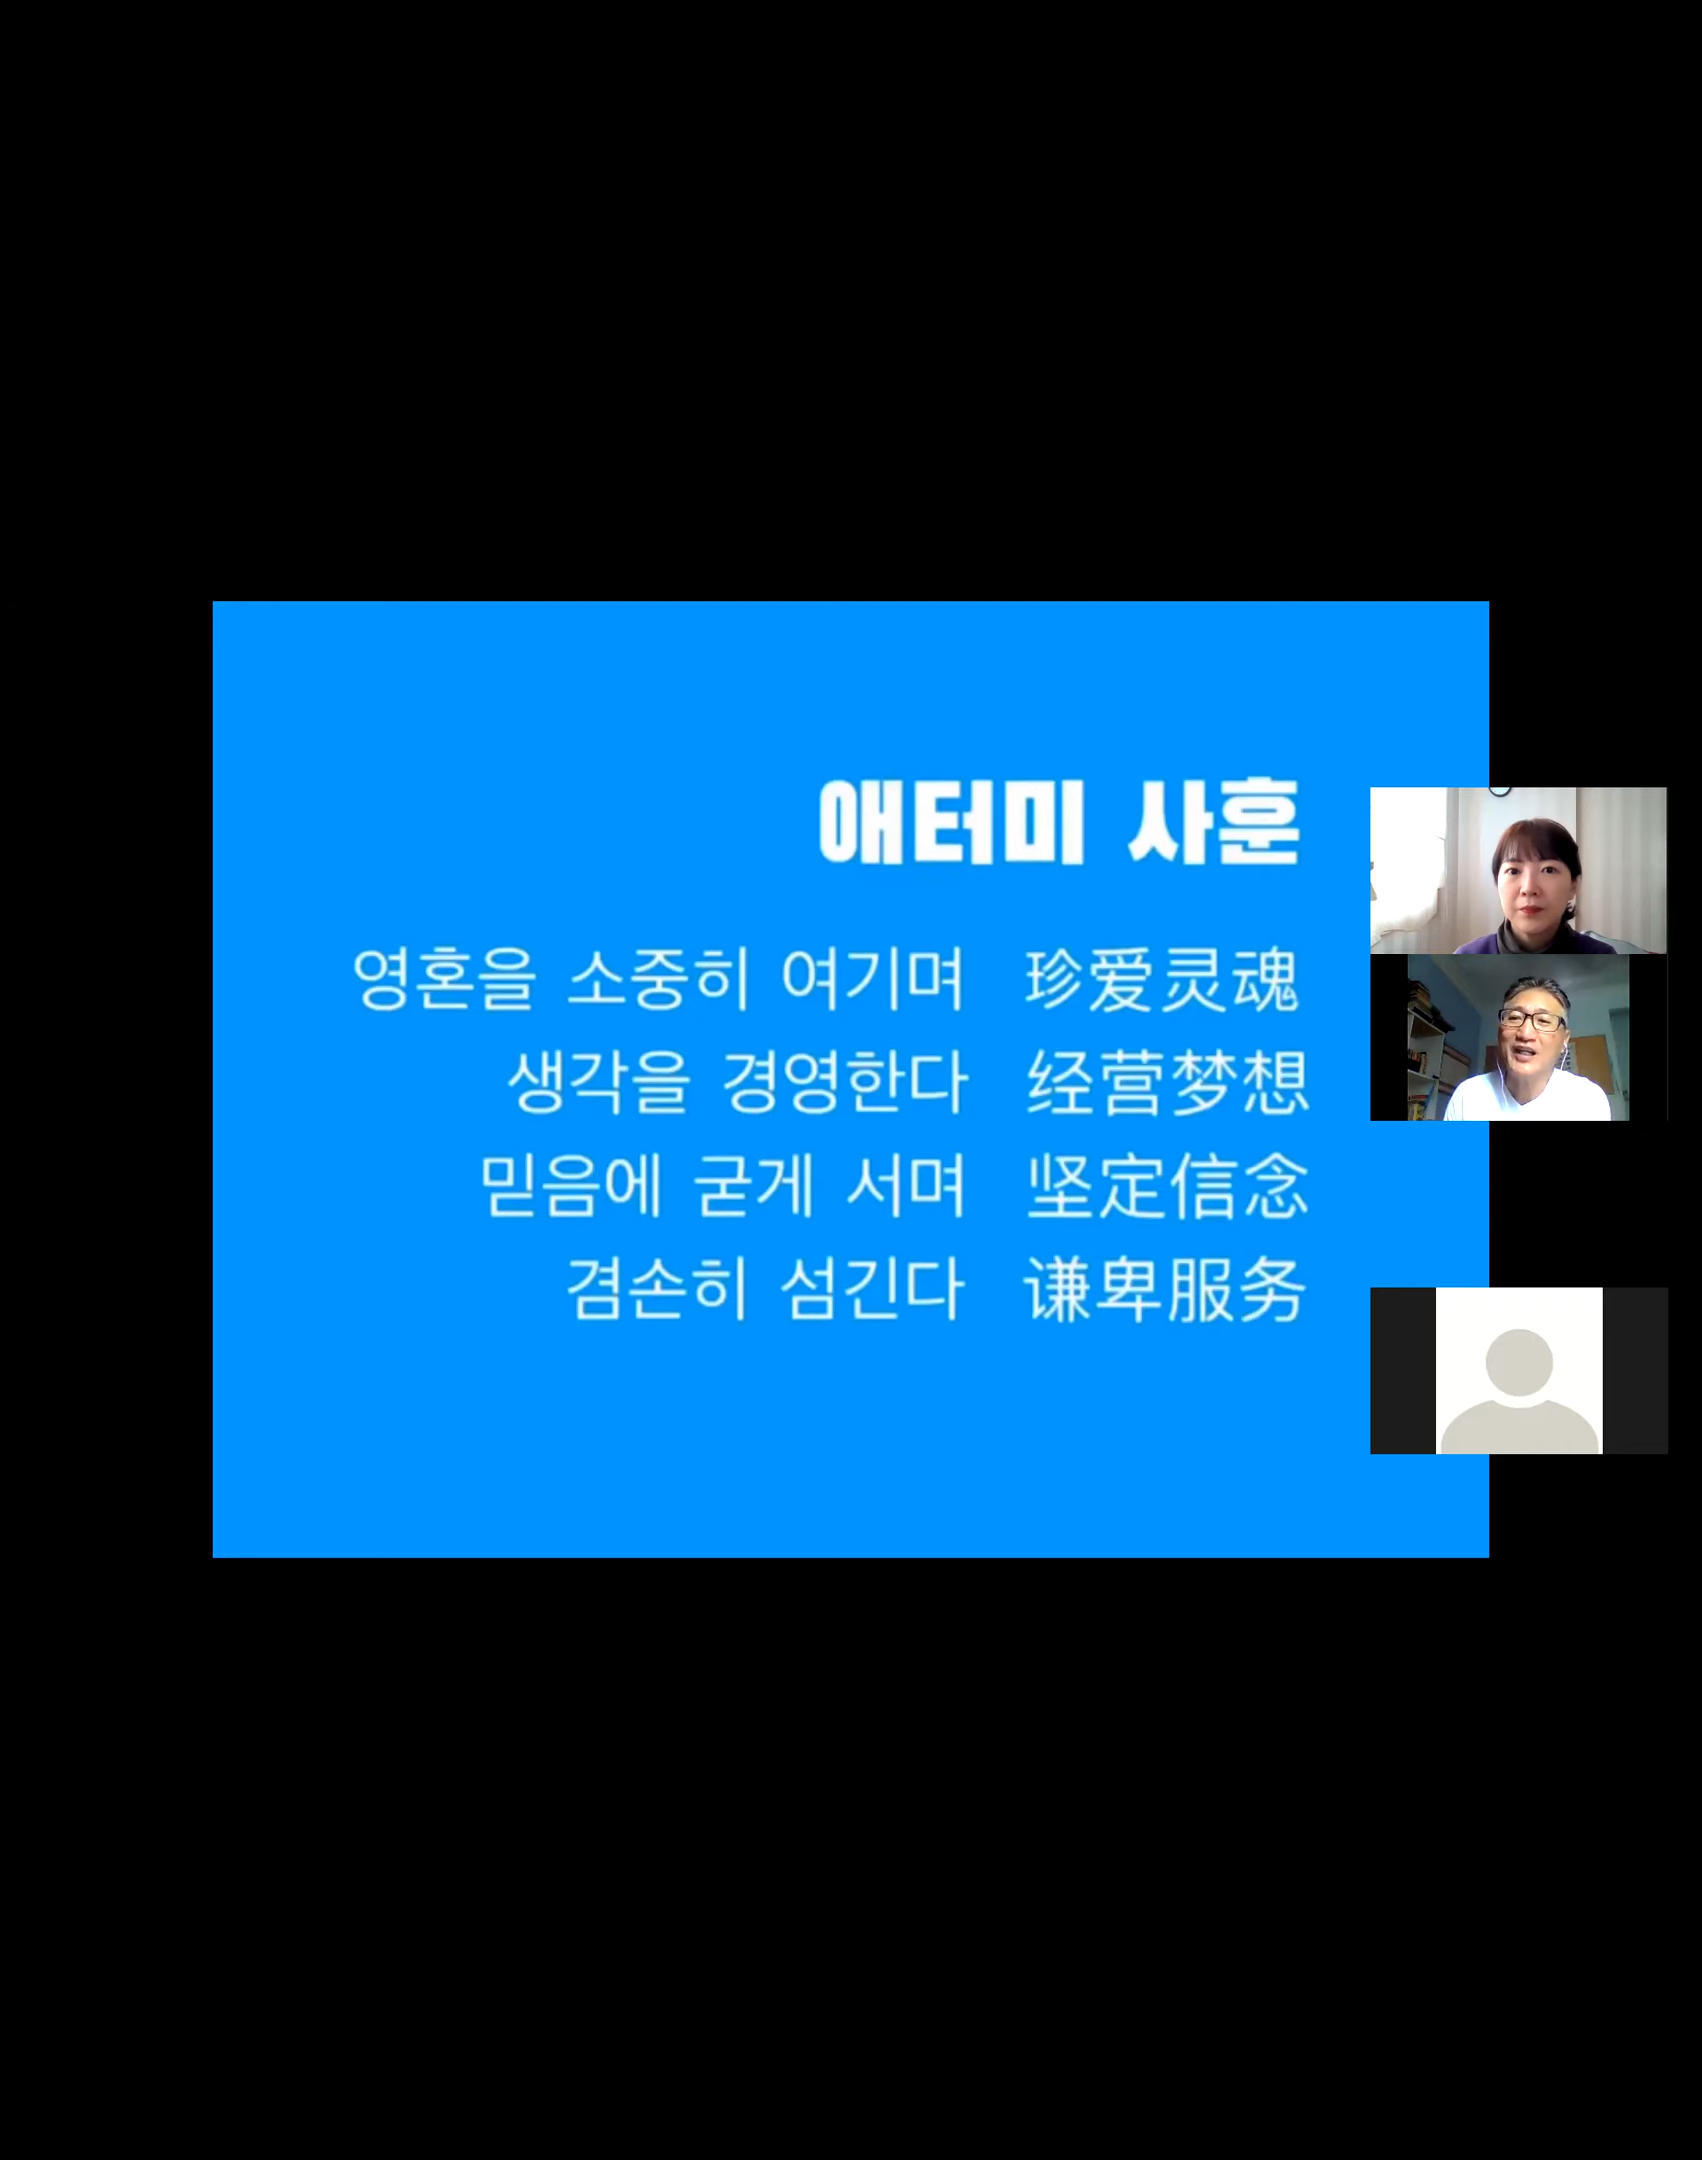 애터미 사훈
영혼을 소중히 여기며 珍爱灵魂
생각을 경영한다 经营梦想
믿음에 굳게 서며 坚定信念
겸손히 섬긴다 谦卑服务